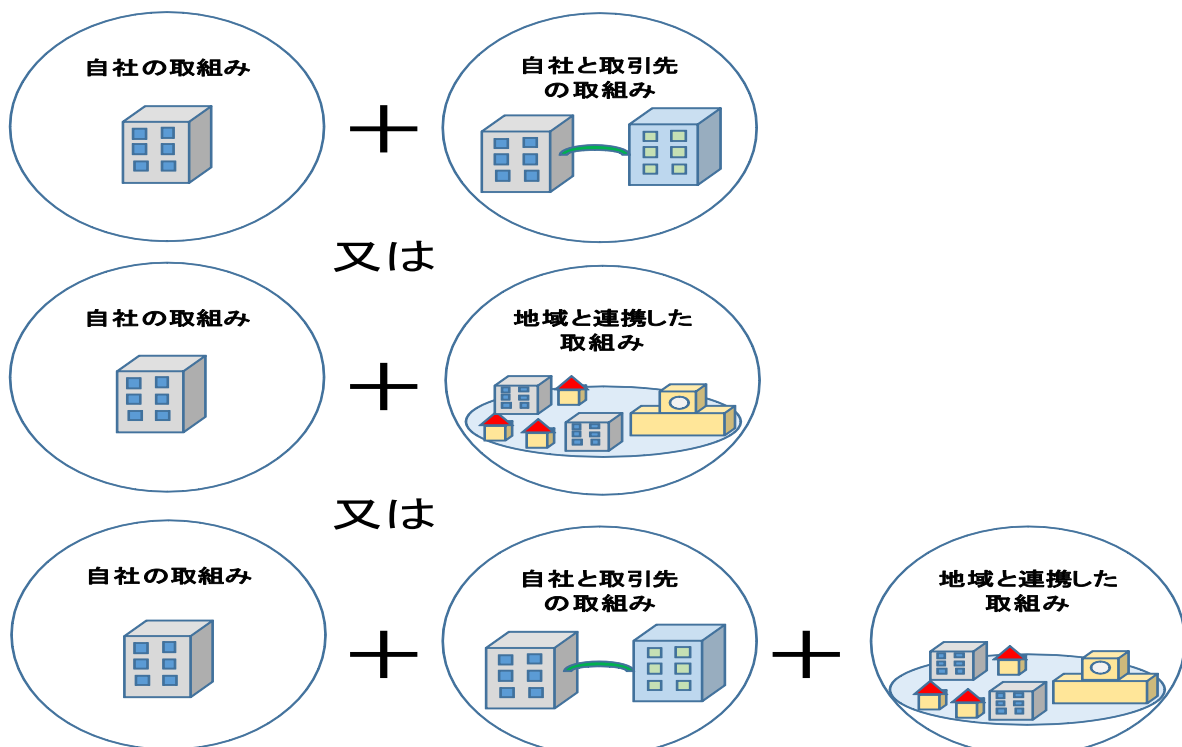 自社の取組み
+
自社と取引先
の取組み
又は
自社の取組み
+
地域と連携した
取組み
又は
自社の取組み
+
自社と取引先
の取組み
+
地域と連携した
取組み